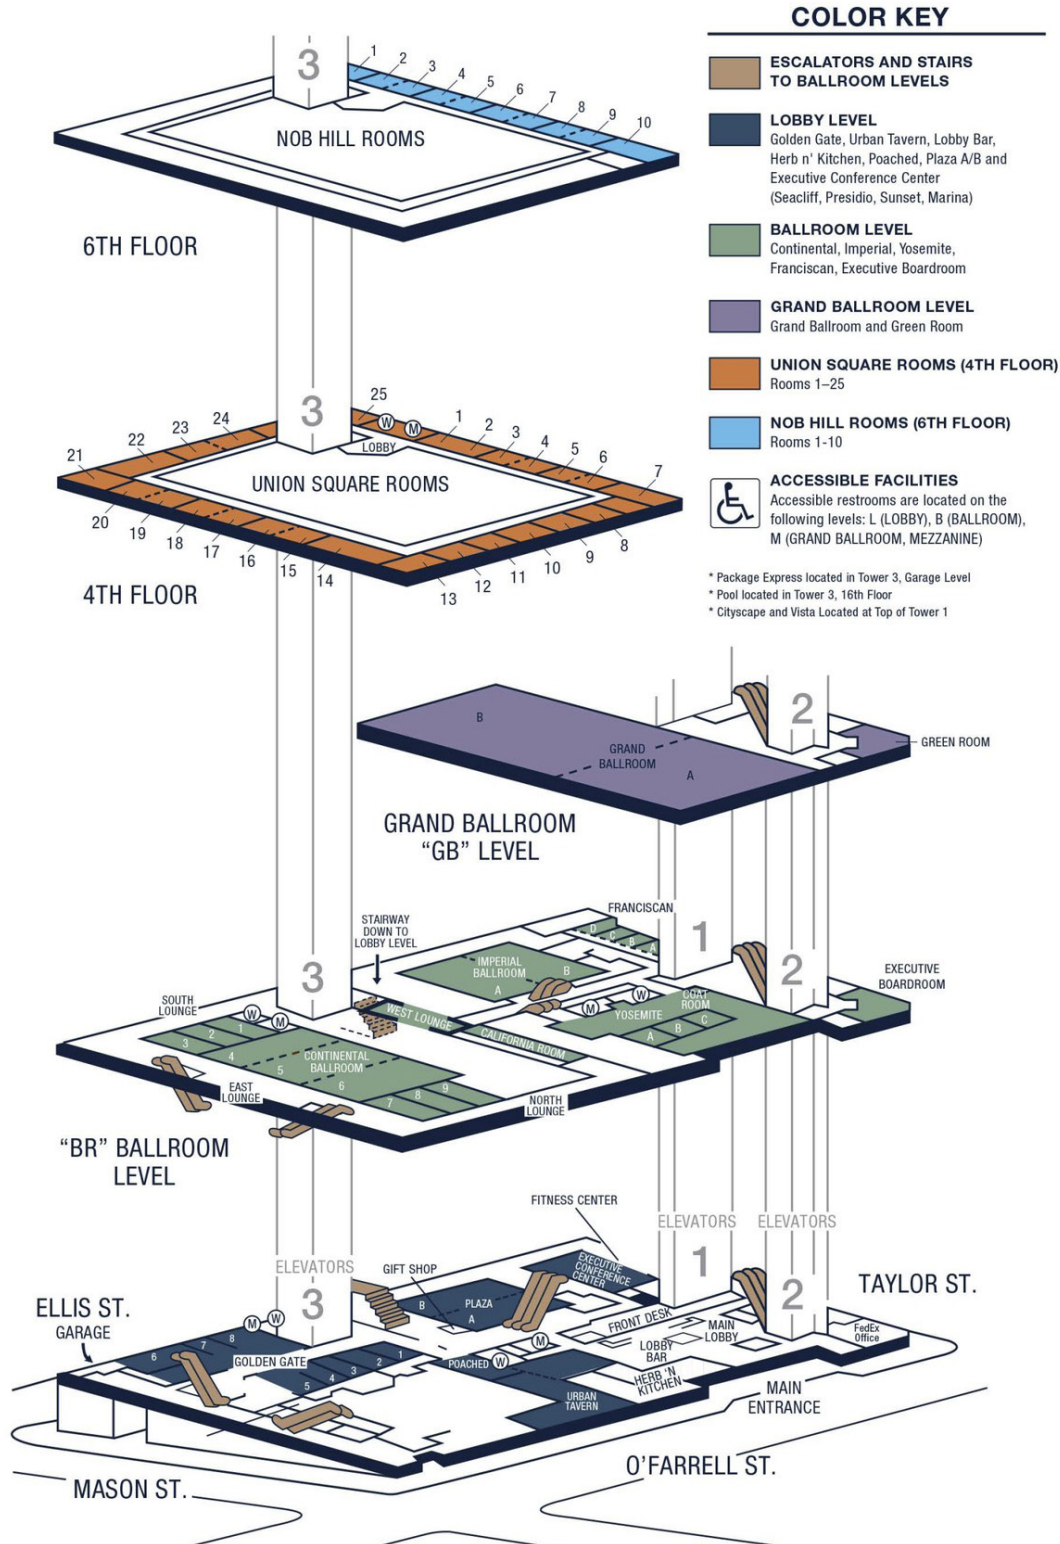 COLOR KEY
ESCALATORS AND STAIRS
TO BALLROOM LEVELS
LOBBY LEVEL
Golden Gate, Urban Tavern, Lobby Bar,
Herb n' Kitchen, Poached, Plaza A/B and
Executive Conference Center
(Seacliff, Presidio, Sunset, Marina)
BALLROOM LEVEL
Continental, Imperial, Yosemite,
Franciscan, Executive Boardroom
GRAND BALLROOM LEVEL
Grand Ballroom and Green Room
UNION SQUARE ROOMS (4TH FLOOR)
Rooms 1–25
NOB HILL ROOMS (6TH FLOOR)
Rooms 1-10
ACCESSIBLE FACILITIES
Accessible restrooms are located on the
following levels: L (LOBBY), B (BALLROOM),
M (GRAND BALLROOM, MEZZANINE)
* Package Express located in Tower 3, Garage Level
* Pool located in Tower 3, 16th Floor
* Cityscape and Vista Located at Top of Tower 1
3
1
2
3
4
5
6
7
8
9
10
NOB HILL ROOMS
6TH FLOOR
3
25
W
M
LOBBY
1
2
3
4
5
6
7
24
23
22
21
UNION SQUARE ROOMS
20
19
18
17
16
15
14
13
12
11
10
9
8
4TH FLOOR
2
B
GRAND
BALLROOM
A
GREEN ROOM
GRAND BALLROOM
“GB” LEVEL
FRANCISCAN
D
C
B
A
1
2
STAIRWAY
DOWN TO
LOBBY LEVEL
IMPERIAL
BALLROOM
B
A
3
EXECUTIVE
BOARDROOM
SOUTH
LOUNGE
W
M
WEST LOUNGE
CALIFORNIA ROOM
M
W
COAT
ROOM
YOSEMITE
A
B
C
1
2
3
4
5
6
7
8
9
CONTINENTAL
BALLROOM
EAST
LOUNGE
NORTH
LOUNGE
“BR” BALLROOM
LEVEL
FITNESS CENTER
ELEVATORS
ELEVATORS
1
2
ELEVATORS
3
GIFT SHOP
EXECUTIVE
CONFERENCE
CENTER
TAYLOR ST.
ELLIS ST.
GARAGE
M
W
B
PLAZA
A
FRONT DESK
MAIN
LOBBY
FedEx
Office
LOBBY
BAR
6
7
8
GOLDEN GATE
5
4
3
2
1
POACHED
W
M
HERB 'N
KITCHEN
URBAN
TAVERN
MAIN
ENTRANCE
MASON ST.
O'FARRELL ST.